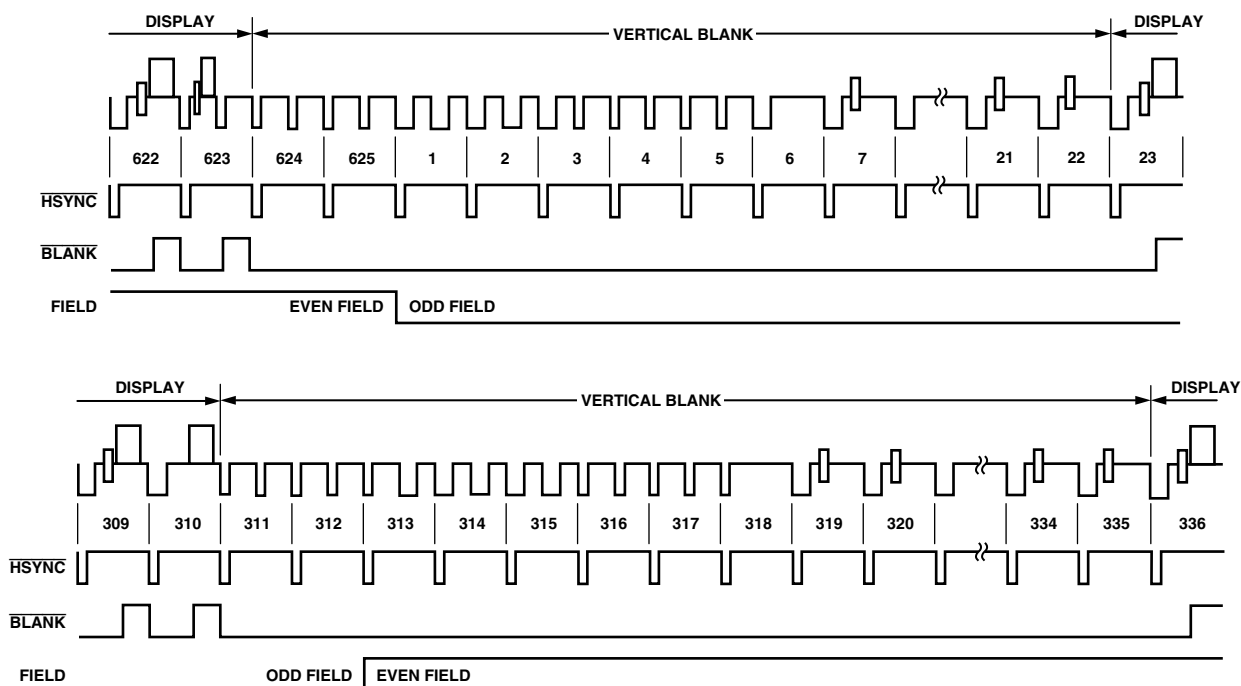 DISPLAY VERTICAL BLANK DISPLAY
622 623 624 625 1 2 3 4 5 6 7 21 22 23
HSYNC
BLANK
FIELD EVEN FIELD ODD FIELD
DISPLAY VERTICAL BLANK DISPLAY
309 310 311 312 313 314 315 316 317 318 319 320 334 335 336
HSYNC
BLANK
FIELD ODD FIELD EVEN FIELD